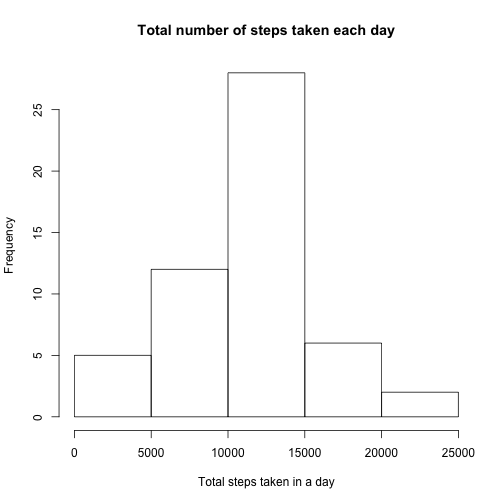 Total number of steps taken each day
Frequency
25
20
15
10
5
0
0 5000 10000 15000 20000 25000
Total steps taken in a day